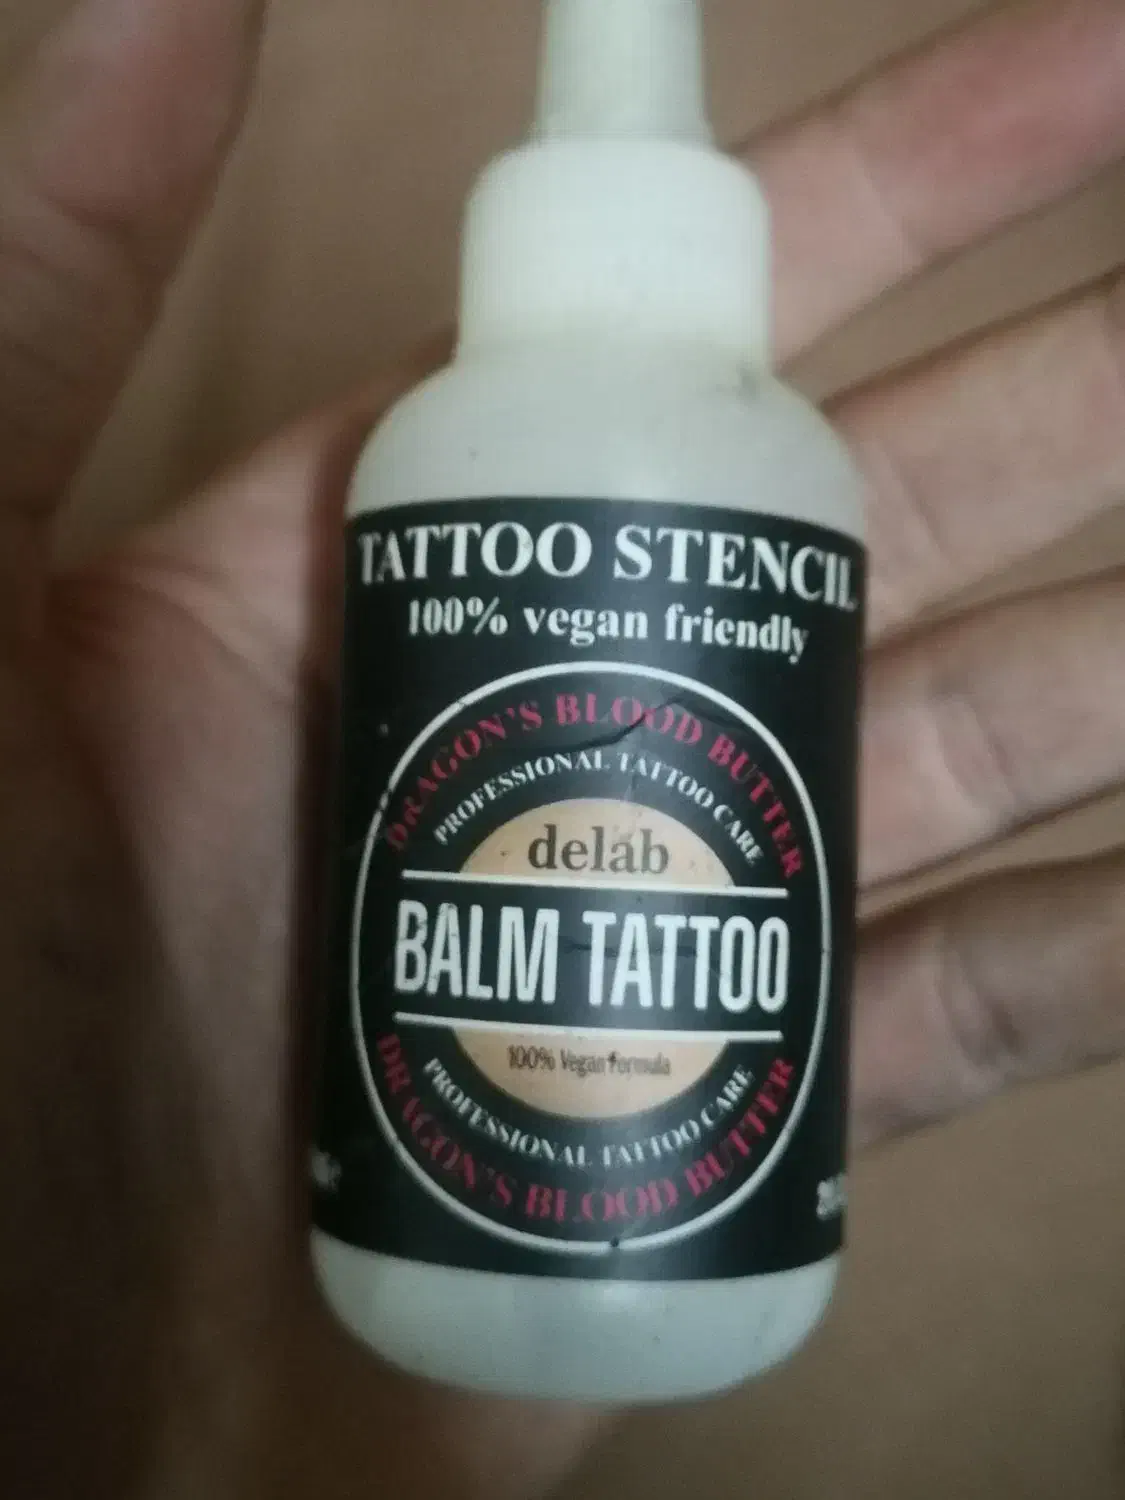 TATTOO STENCIL
100% vegan friendly
DRAGON'S BLOOD BUTTER
PROFESSIONAL TATTOO CARE
delab
BALM TATTOO
100% Vegan Formula
PROFESSIONAL TATTOO CARE
DRAGON'S BLOOD BUTTER